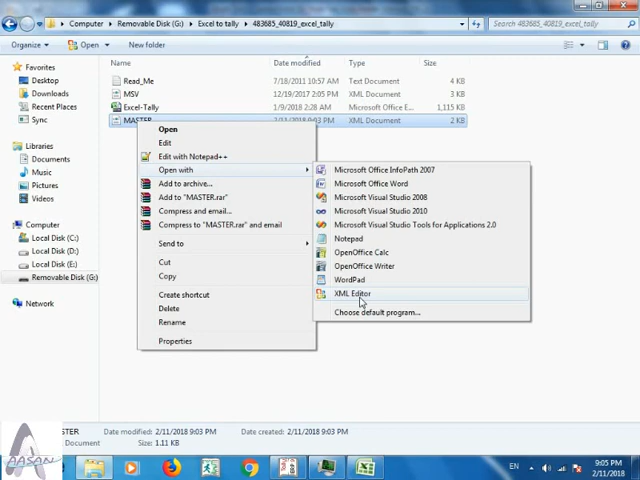 Computer ▸ Removable Disk (G:) ▸ Excel to tally ▸ 483685_40819_excel_tally
Search 483685_40819_excel_tally
Organize
Open
New folder
Favorites
Desktop
Downloads
Recent Places
Sync
Libraries
Documents
Music
Pictures
Videos
Computer
Local Disk (C:)
Local Disk (D:)
Local Disk (E:)
Removable Disk (G:)
Network
Name Date modified Type Size
Read_Me 7/18/2011 10:57 AM Text Document 4 KB
MSV 12/19/2017 2:05 PM XML Document 2 KB
Excel-Tally 1/9/2018 2:28 AM Microsoft Office E... 1,115 KB
MASTER 2/11/2018 9:03 PM XML Document 2 KB
Open
Edit
Edit with Notepad++
Open with
Add to archive...
Add to "MASTER.rar"
Compress and email...
Compress to "MASTER.rar" and email
Send to
Cut
Copy
Create shortcut
Delete
Rename
Properties
Microsoft Office InfoPath 2007
Microsoft Office Word
Microsoft Visual Studio 2008
Microsoft Visual Studio 2010
Microsoft Visual Studio Tools for Applications 2.0
Notepad
OpenOffice Calc
OpenOffice Writer
WordPad
XML Editor
Choose default program...
STER Date modified: 2/11/2018 9:03 PM Date created: 2/11/2018 9:03 PM
Document Size: 1.11 KB
AASAN
EN
9:05 PM
2/11/2018